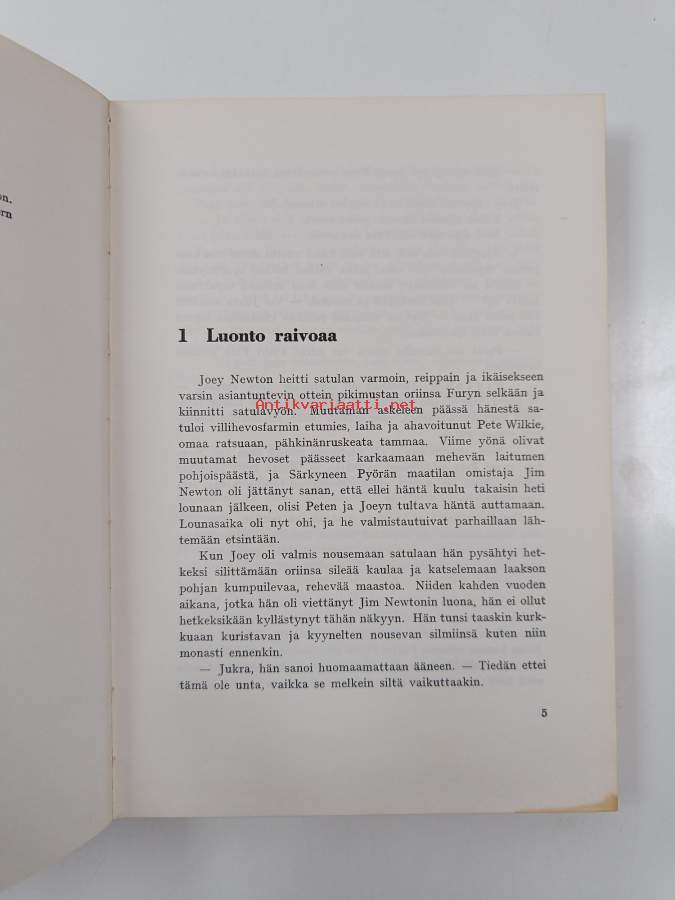 on.
ern
1 Luonto raivoaa
Joey Newton heitti satulan varmoin, reippain ja ikäisekseen
varsin asiantuntevin ottein pikimustan oriinsa Furyn selkään ja
kiinnitti satulavyön. Muutaman askeleen päässä hänestä sa-
Antikvariaatti.net
tuloi villihevosfarmin etumies, laiha ja ahavoitunut Pete Wilkie,
omaa ratsuaan, pähkinänruskeata tammaa. Viime yönä olivat
muutamat hevoset päässeet karkaamaan mehevän laitumen
pohjoispäästä, ja Särkyneen Pyörän maatilan omistaja Jim
Newton oli jättänyt sanan, että ellei häntä kuulu takaisin heti
lounaan jälkeen, olisi Peten ja Joeyn tultava häntä auttamaan.
Lounasaika oli nyt ohi, ja he valmistautuivat parhaillaan läh-
temään etsintään.
Kun Joey oli valmis nousemaan satulaan hän pysähtyi het-
keksi silittämään oriinsa sileää kaulaa ja katselemaan laakson
pohjan kumpuilevaa, rehevää maastoa. Niiden kahden vuoden
aikana, jotka hän oli viettänyt Jim Newtonin luona, hän ei ollut
hetkeksikään kyllästynyt tähän näkyyn. Hän tunsi taaskin kurk-
kuaan kuristavan ja kyynelten nousevan silmiinsä kuten niin
monasti ennenkin.
— Jukra, hän sanoi huomaamattaan ääneen. — Tiedän ettei
tämä ole unta, vaikka se melkein siltä vaikuttaakin.
5